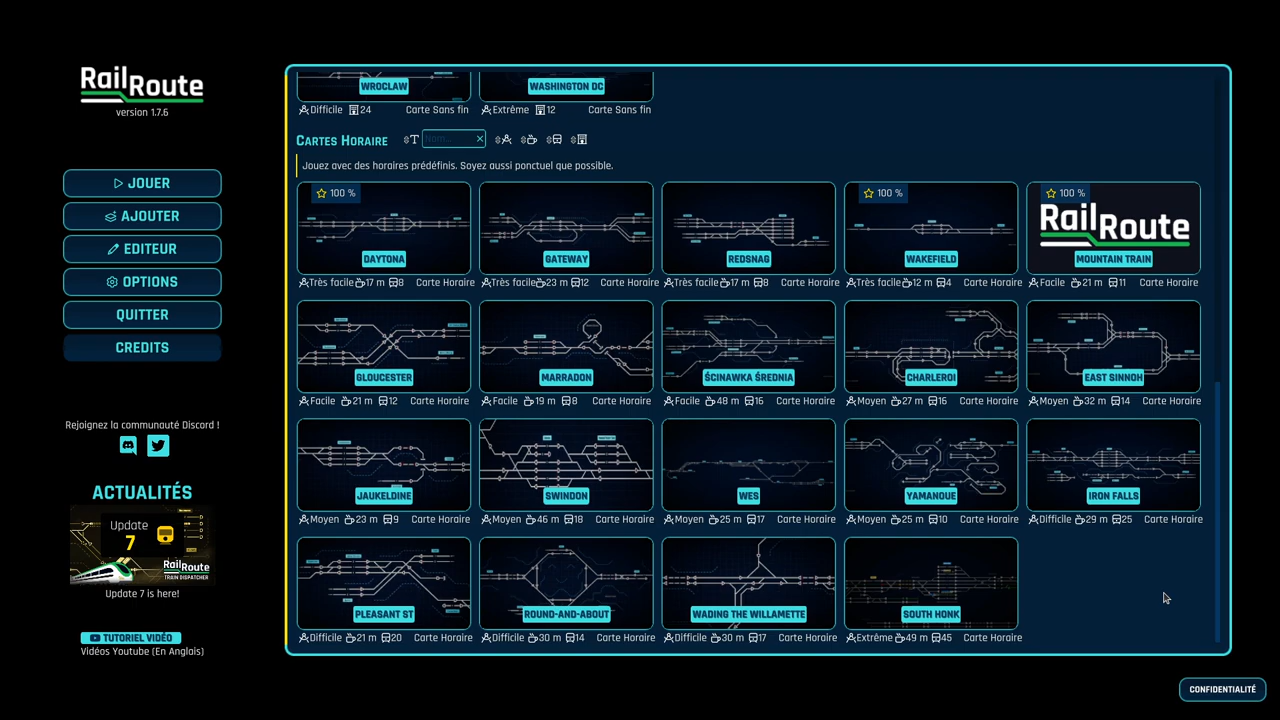 RailRoute
version 1.7.6
JOUER
AJOUTER
EDITEUR
OPTIONS
QUITTER
CREDITS
Rejoignez la communauté Discord !
ACTUALITÉS
Update
7
RailRoute
TRAIN DISPATCHER
Update 7 is here!
TUTORIEL VIDÉO
Vidéos Youtube (En Anglais)
WROCLAW
WASHINGTON DC
Difficile 24 Carte Sans fin
Extrême 12 Carte Sans fin
CARTES HORAIRE
T Nom...
Jouez avec des horaires prédéfinis. Soyez aussi ponctuel que possible.
100 %
100 %
100 %
RailRoute
DAYTONA
GATEWAY
REDSNAG
WAKEFIELD
MOUNTAIN TRAIN
Très facile 17 m 8 Carte Horaire
Très facile 23 m 12 Carte Horaire
Très facile 17 m 8 Carte Horaire
Très facile 12 m 4 Carte Horaire
Facile 21 m 11 Carte Horaire
GLOUCESTER
MARRADON
ŚCINAWKA ŚREDNIA
CHARLEROI
EAST SINNOH
Facile 21 m 12 Carte Horaire
Facile 19 m 8 Carte Horaire
Facile 48 m 16 Carte Horaire
Moyen 27 m 16 Carte Horaire
Moyen 32 m 14 Carte Horaire
JAUKELDINE
SWINDON
WES
YAMANOUE
IRON FALLS
Moyen 23 m 9 Carte Horaire
Moyen 46 m 18 Carte Horaire
Moyen 25 m 17 Carte Horaire
Moyen 25 m 10 Carte Horaire
Difficile 29 m 25 Carte Horaire
PLEASANT ST
ROUND-AND-ABOUT
WADING THE WILLAMETTE
SOUTH HONK
Difficile 21 m 20 Carte Horaire
Difficile 30 m 14 Carte Horaire
Difficile 30 m 17 Carte Horaire
Extrême 49 m 45 Carte Horaire
CONFIDENTIALITÉ